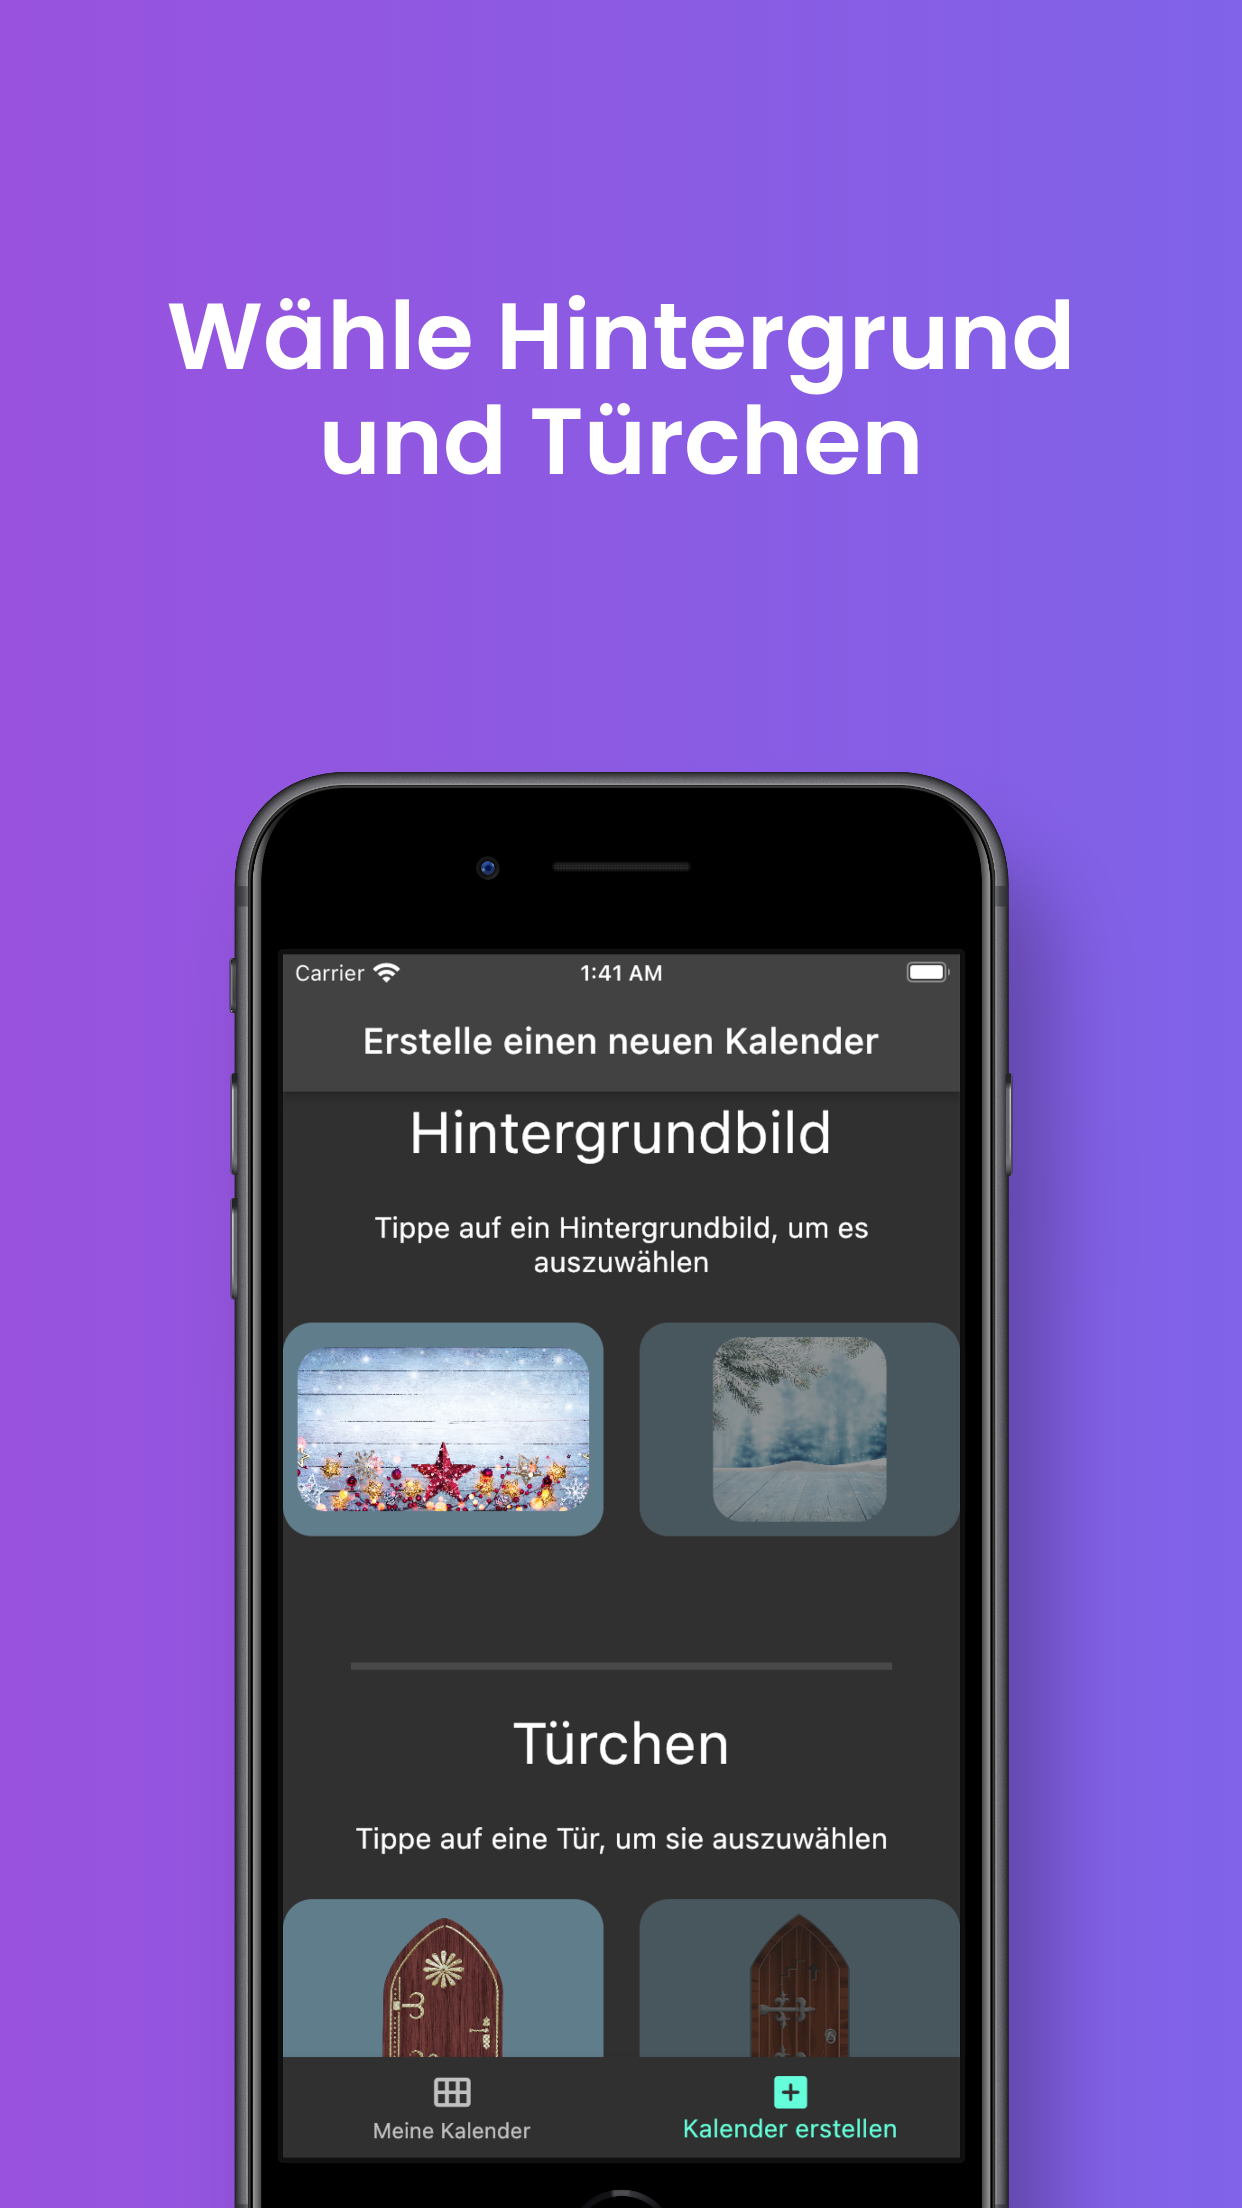 Wähle Hintergrund
und Türchen
Carrier
1:41 AM
Erstelle einen neuen Kalender
Hintergrundbild
Tippe auf ein Hintergrundbild, um es
auszuwählen
Türchen
Tippe auf eine Tür, um sie auszuwählen
Meine Kalender
Kalender erstellen